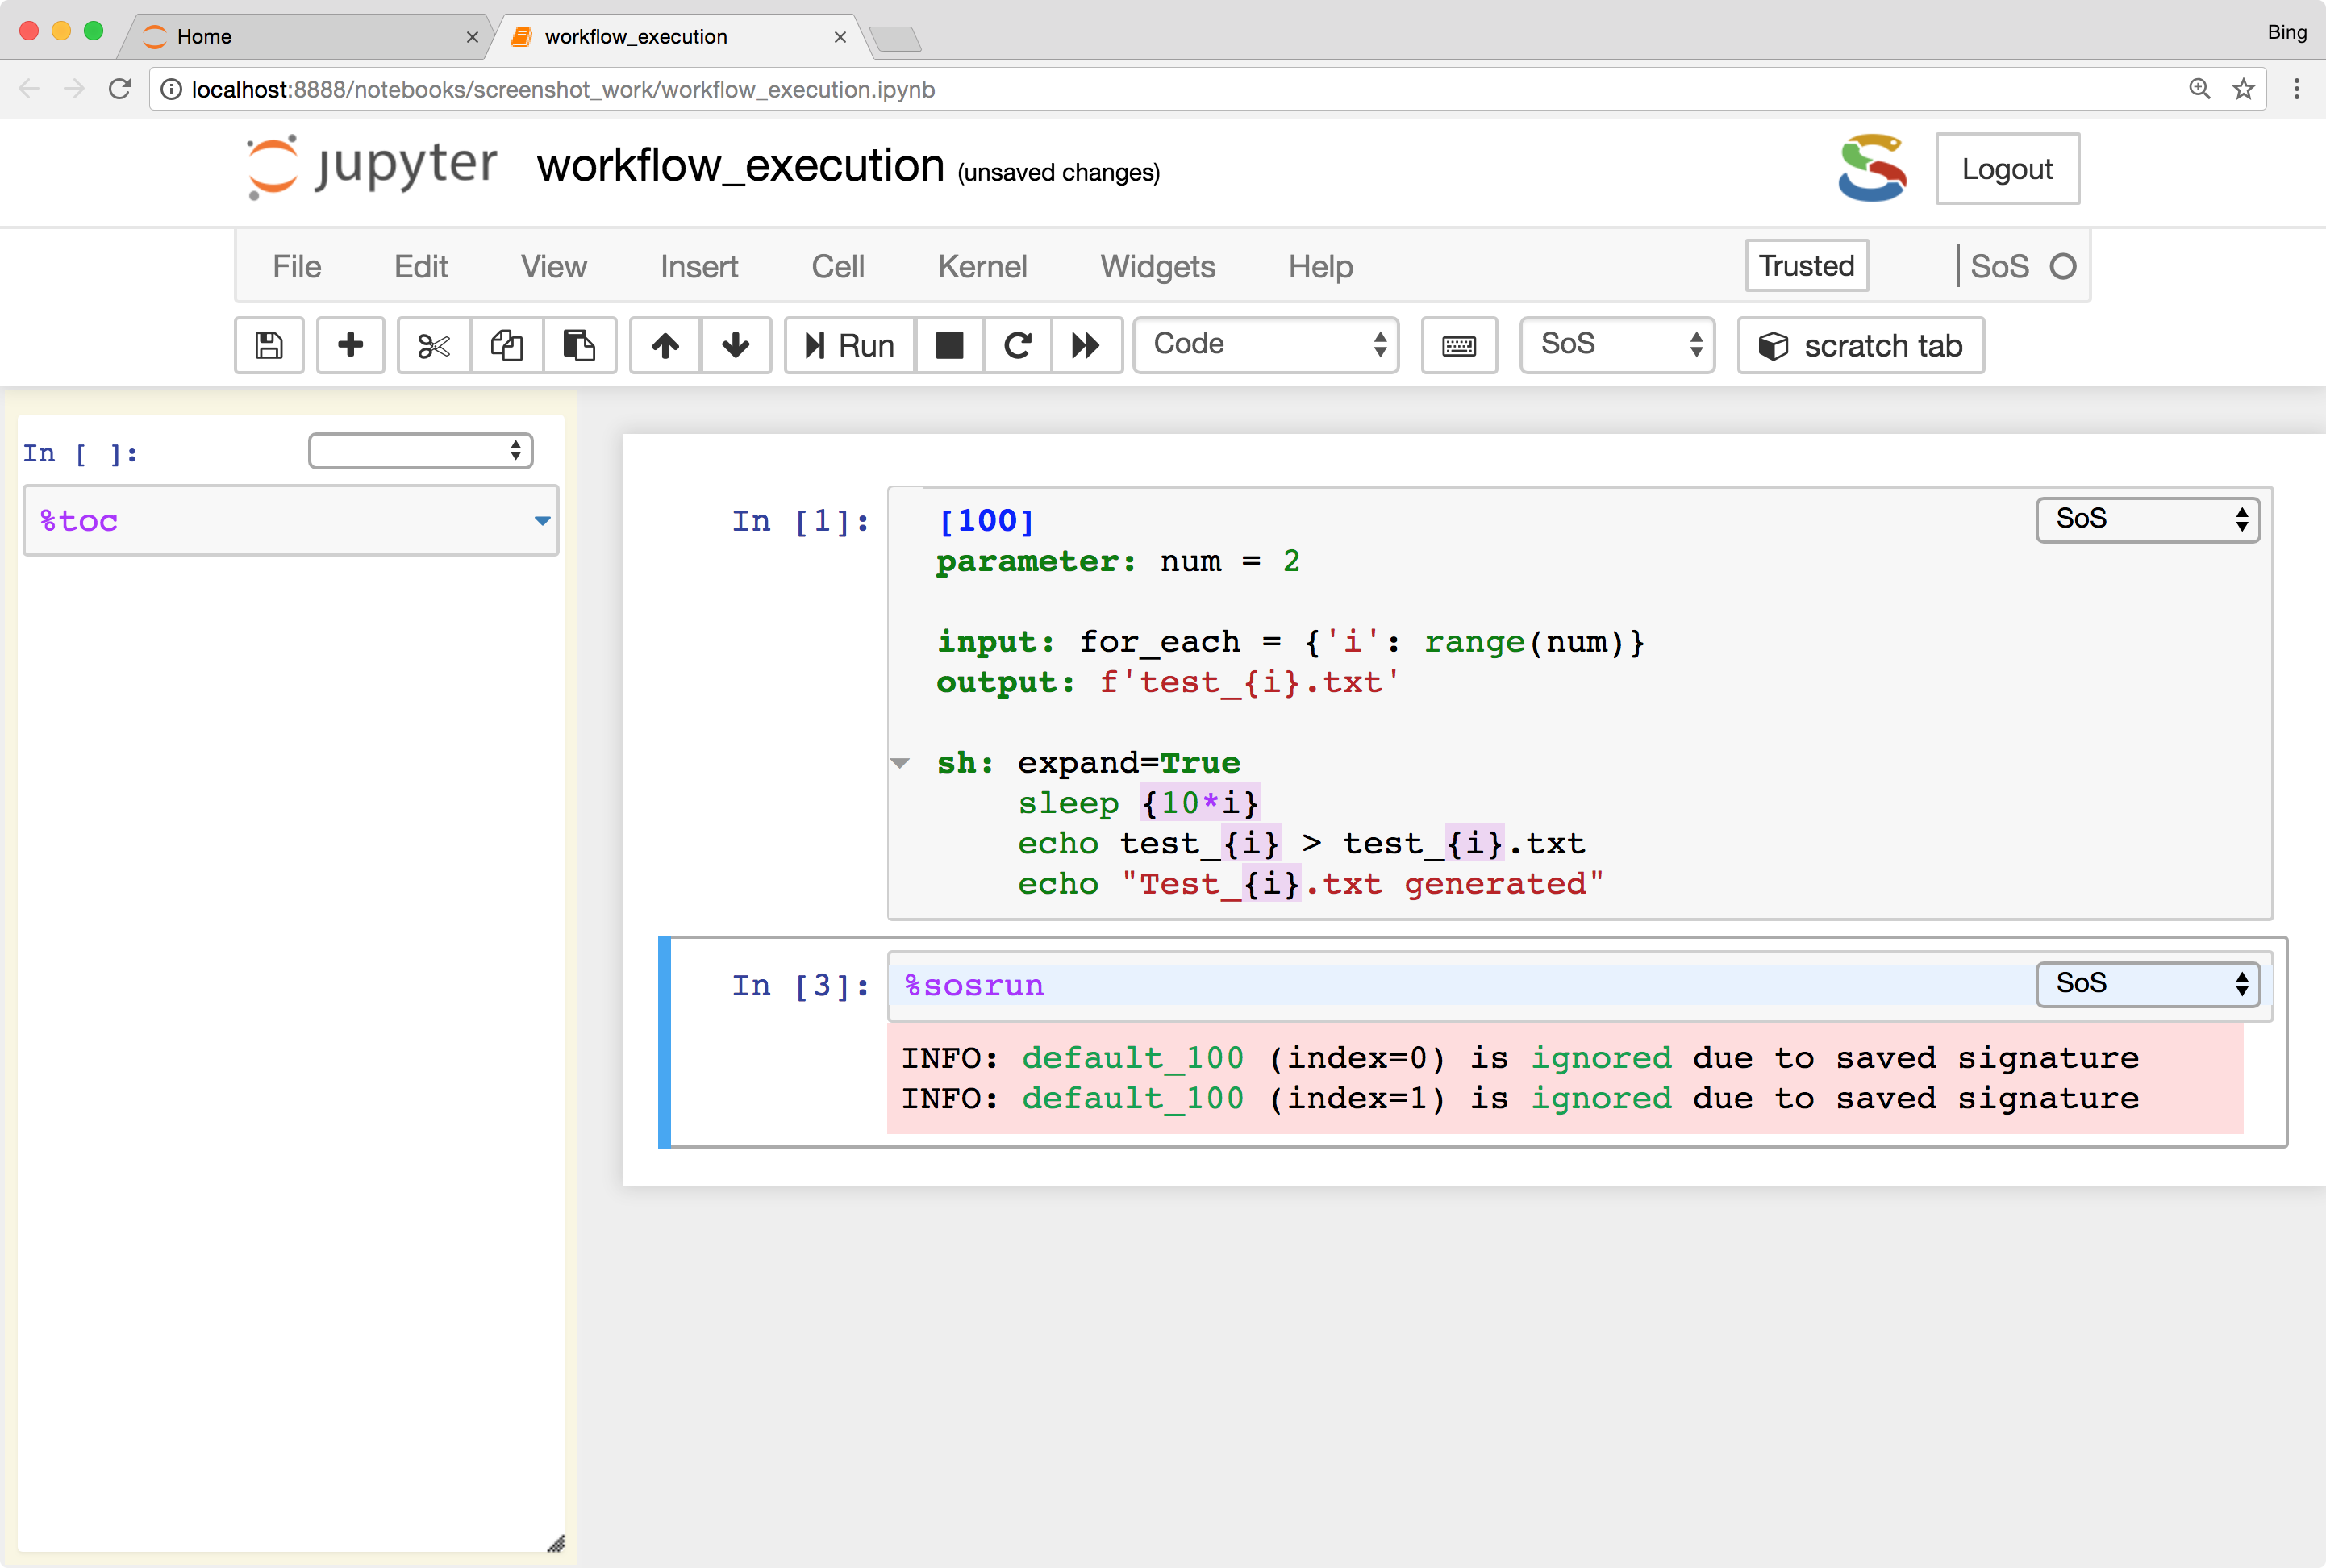 Home
workflow_execution
Bing
localhost:8888/notebooks/screenshot_work/workflow_execution.ipynb
jupyter workflow_execution (unsaved changes)
Logout
File Edit View Insert Cell Kernel Widgets Help Trusted SoS
Run Code SoS scratch tab
In [ ]:
%toc
In [1]: [100] SoS
parameter: num = 2
input: for_each = {'i': range(num)}
output: f'test_{i}.txt'
sh: expand=True
sleep {10*i}
echo test_{i} > test_{i}.txt
echo "Test_{i}.txt generated"
In [3]: %sosrun SoS
INFO: default_100 (index=0) is ignored due to saved signature
INFO: default_100 (index=1) is ignored due to saved signature